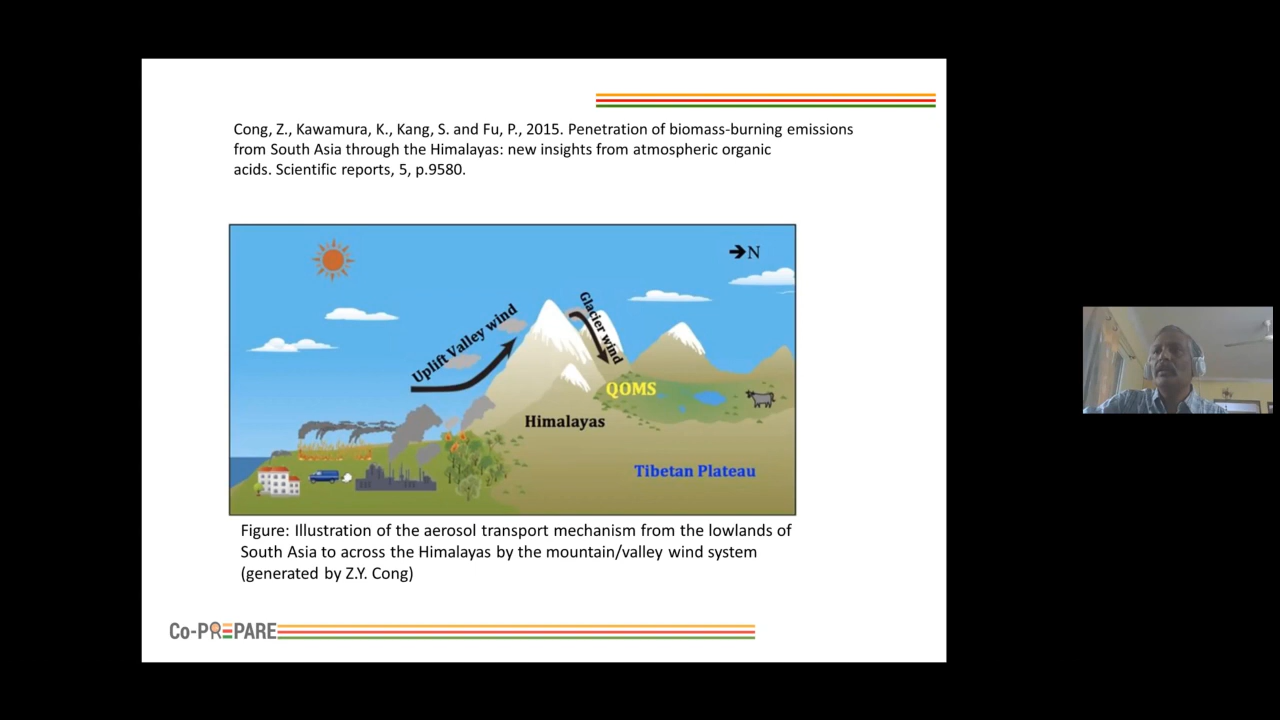 Cong, Z., Kawamura, K., Kang, S. and Fu, P., 2015. Penetration of biomass-burning emissions
from South Asia through the Himalayas: new insights from atmospheric organic
acids. Scientific reports, 5, p.9580.
N
Uplift Valley wind
Glacier wind
QOMS
Himalayas
Tibetan Plateau
Figure: Illustration of the aerosol transport mechanism from the lowlands of
South Asia to across the Himalayas by the mountain/valley wind system
(generated by Z.Y. Cong)
Co-PREPARE